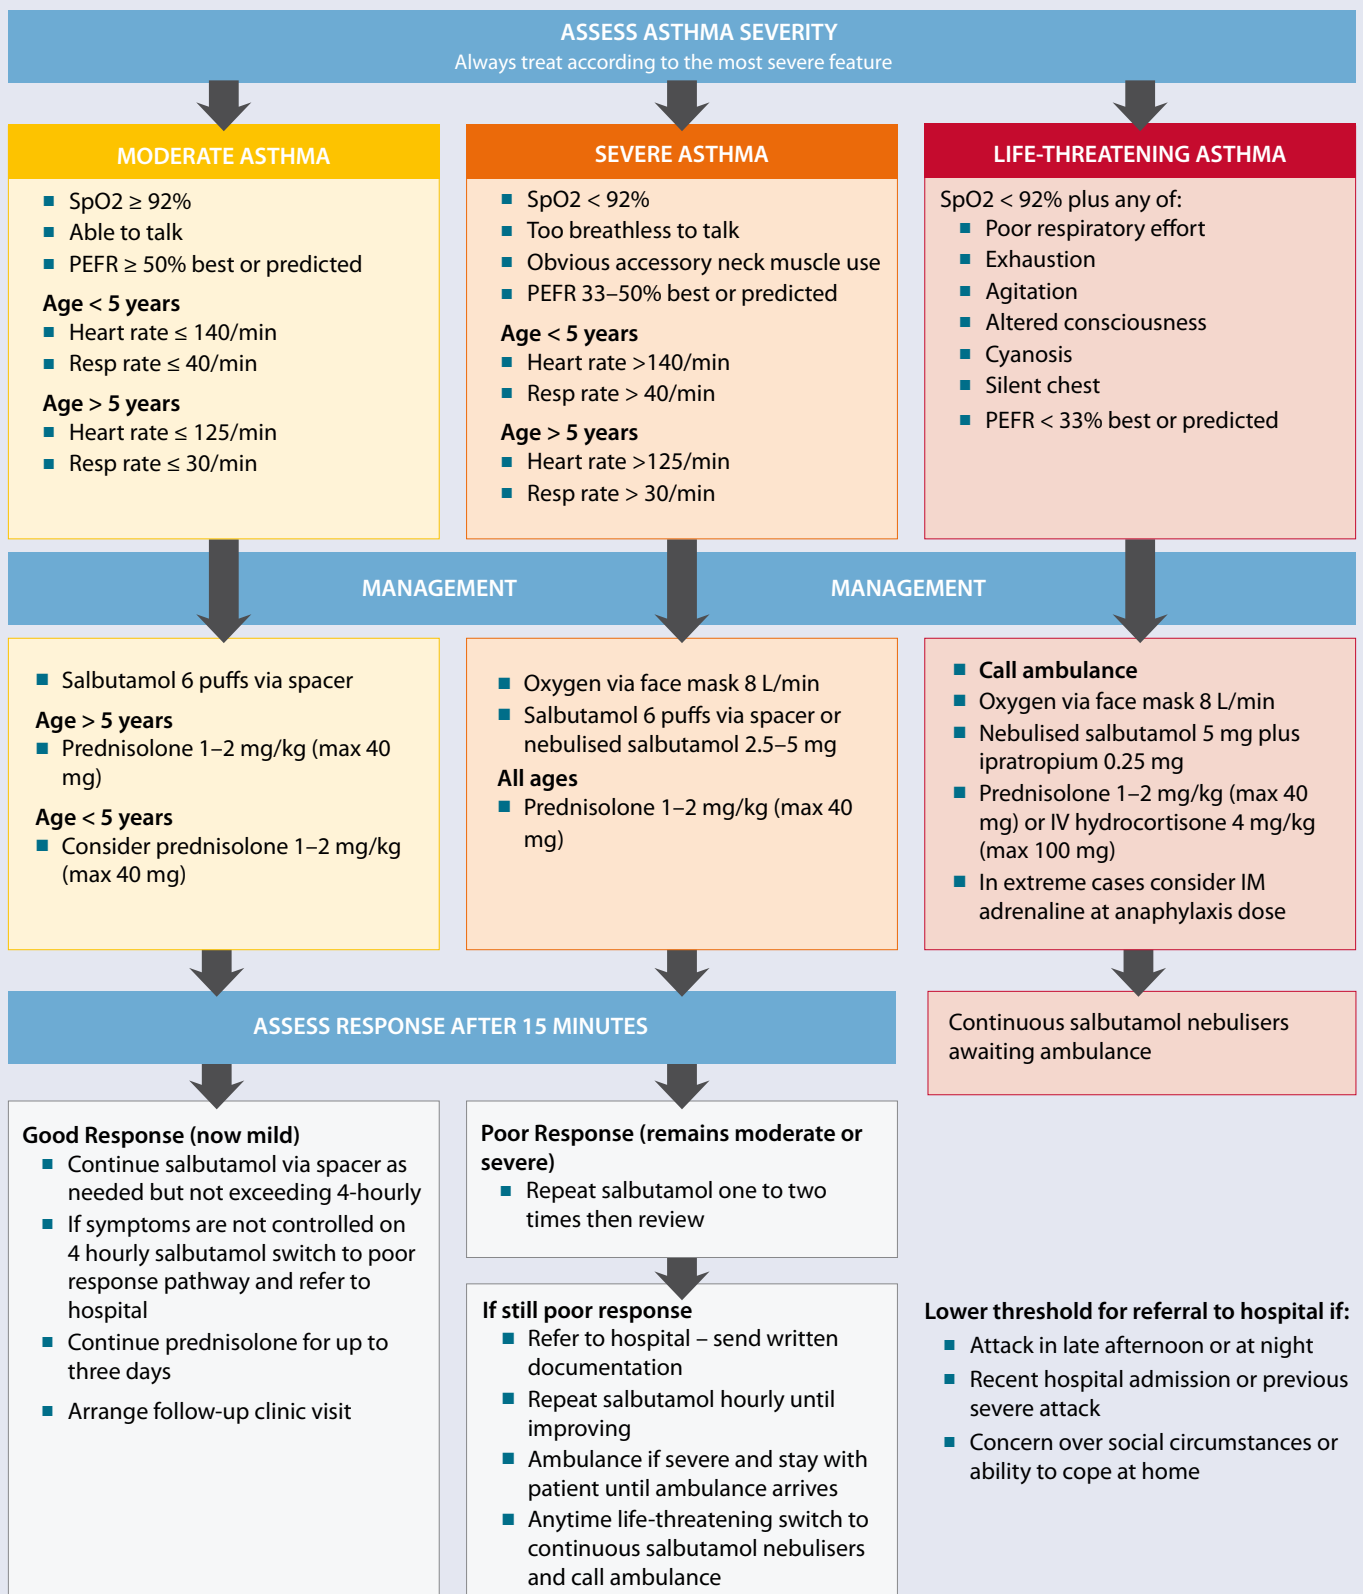 ASSESS ASTHMA SEVERITY
Always treat according to the most severe feature
MODERATE ASTHMA
■ SpO2 ≥ 92%
■ Able to talk
■ PEFR ≥ 50% best or predicted
Age < 5 years
■ Heart rate ≤ 140/min
■ Resp rate ≤ 40/min
Age > 5 years
■ Heart rate ≤ 125/min
■ Resp rate ≤ 30/min
SEVERE ASTHMA
■ SpO2 < 92%
■ Too breathless to talk
■ Obvious accessory neck muscle use
■ PEFR 33–50% best or predicted
Age < 5 years
■ Heart rate >140/min
■ Resp rate > 40/min
Age > 5 years
■ Heart rate >125/min
■ Resp rate > 30/min
LIFE-THREATENING ASTHMA
SpO2 < 92% plus any of:
■ Poor respiratory effort
■ Exhaustion
■ Agitation
■ Altered consciousness
■ Cyanosis
■ Silent chest
■ PEFR < 33% best or predicted
MANAGEMENT
MANAGEMENT
■ Salbutamol 6 puffs via spacer
Age > 5 years
■ Prednisolone 1–2 mg/kg (max 40
mg)
Age < 5 years
■ Consider prednisolone 1–2 mg/kg
(max 40 mg)
■ Oxygen via face mask 8 L/min
■ Salbutamol 6 puffs via spacer or
nebulised salbutamol 2.5–5 mg
All ages
■ Prednisolone 1–2 mg/kg (max 40
mg)
■ Call ambulance
■ Oxygen via face mask 8 L/min
■ Nebulised salbutamol 5 mg plus
ipratropium 0.25 mg
■ Prednisolone 1–2 mg/kg (max 40
mg) or IV hydrocortisone 4 mg/kg
(max 100 mg)
■ In extreme cases consider IM
adrenaline at anaphylaxis dose
ASSESS RESPONSE AFTER 15 MINUTES
Continuous salbutamol nebulisers
awaiting ambulance
Good Response (now mild)
■ Continue salbutamol via spacer as
needed but not exceeding 4-hourly
■ If symptoms are not controlled on
4 hourly salbutamol switch to poor
response pathway and refer to
hospital
■ Continue prednisolone for up to
three days
■ Arrange follow-up clinic visit
Poor Response (remains moderate or
severe)
■ Repeat salbutamol one to two
times then review
If still poor response
■ Refer to hospital – send written
documentation
■ Repeat salbutamol hourly until
improving
■ Ambulance if severe and stay with
patient until ambulance arrives
■ Anytime life-threatening switch to
continuous salbutamol nebulisers
and call ambulance
Lower threshold for referral to hospital if:
■ Attack in late afternoon or at night
■ Recent hospital admission or previous
severe attack
■ Concern over social circumstances or
ability to cope at home